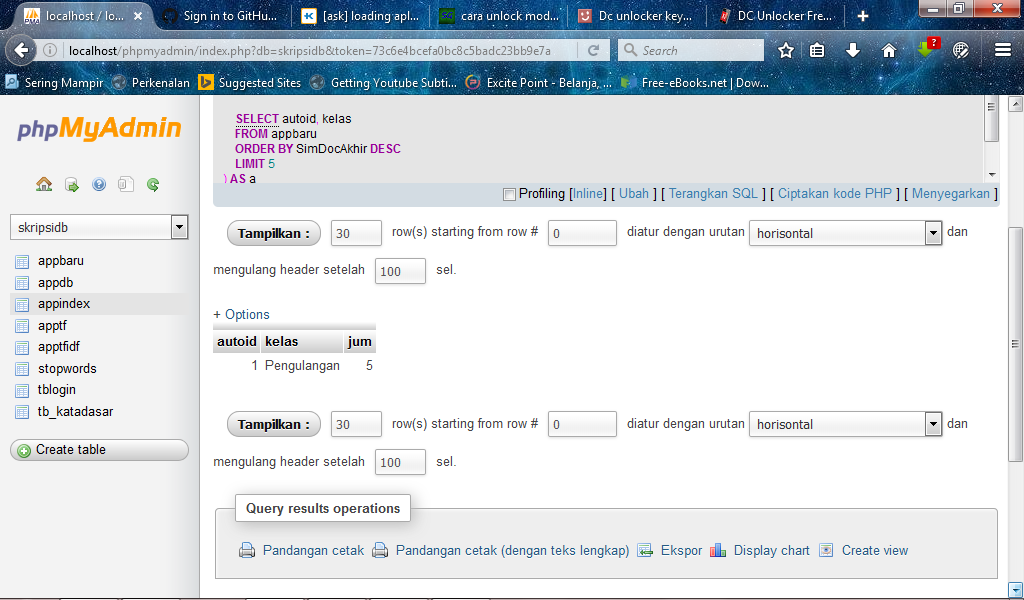 localhost / lo...
Sign in to GitHu...
[ask] loading apl...
cara unlock mod...
Dc unlocker key...
DC Unlocker Free...
localhost/phpmyadmin/index.php?db=skripsidb&token=73c6e4bcefa0bc8c5badc23bb9e7a
Search
?
Sering Mampir
Perkenalan
Suggested Sites
Getting Youtube Subti...
Excite Point - Belanja, ...
Free-eBooks.net | Dow...
phpMyAdmin
skripsidb
appbaru
appdb
appindex
apptf
apptfidf
stopwords
tblogin
tb_katadasar
Create table
SELECT autoid, kelas
FROM appbaru
ORDER BY SimDocAkhir DESC
LIMIT 5
) AS a
Profiling [Inline] [ Ubah ] [ Terangkan SQL ] [ Ciptakan kode PHP ] [ Menyegarkan ]
Tampilkan : 30 row(s) starting from row # 0 diatur dengan urutan horisontal dan
mengulang header setelah 100 sel.
+ Options
autoid kelas jum
1 Pengulangan 5
Tampilkan : 30 row(s) starting from row # 0 diatur dengan urutan horisontal dan
mengulang header setelah 100 sel.
Query results operations
Pandangan cetak Pandangan cetak (dengan teks lengkap) Ekspor Display chart Create view